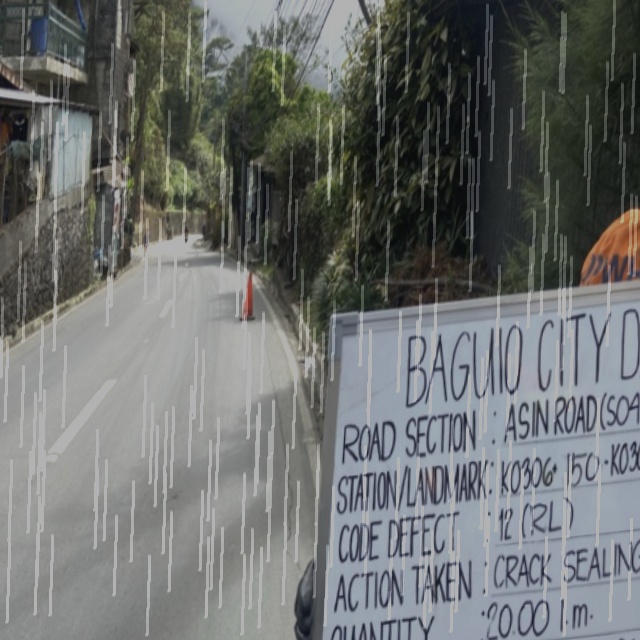 BAGUIO CITY D
ROAD SECTION : ASIN ROAD (S04
STATION/LANDMARK: K0306 150-K030
CODE DEFECT : 12 (RL)
ACTION TAKEN : CRACK SEALING
QUANTITY : 20.00 l.m.